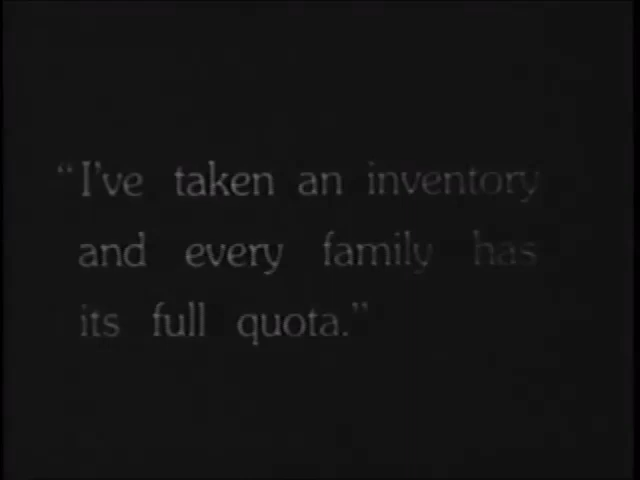 “I’ve taken an inventory
and every family has
its full quota.”